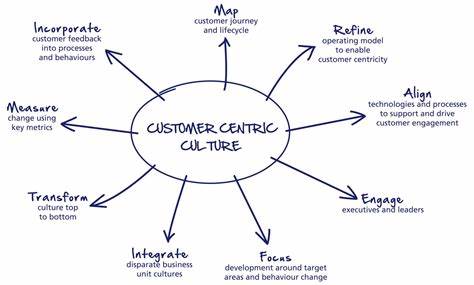 Map
customer journey
and lifecycle
Refine
operating model
to enable
customer centricity
Align
technologies and processes
to support and drive
customer engagement
Engage
executives and leaders
Focus
development around target
areas and behaviour change
Integrate
disparate business
unit cultures
Transform
culture top
to bottom
Measure
change using
key metrics
Incorporate
customer feedback
into processes
and behaviours
CUSTOMER CENTRIC
CULTURE